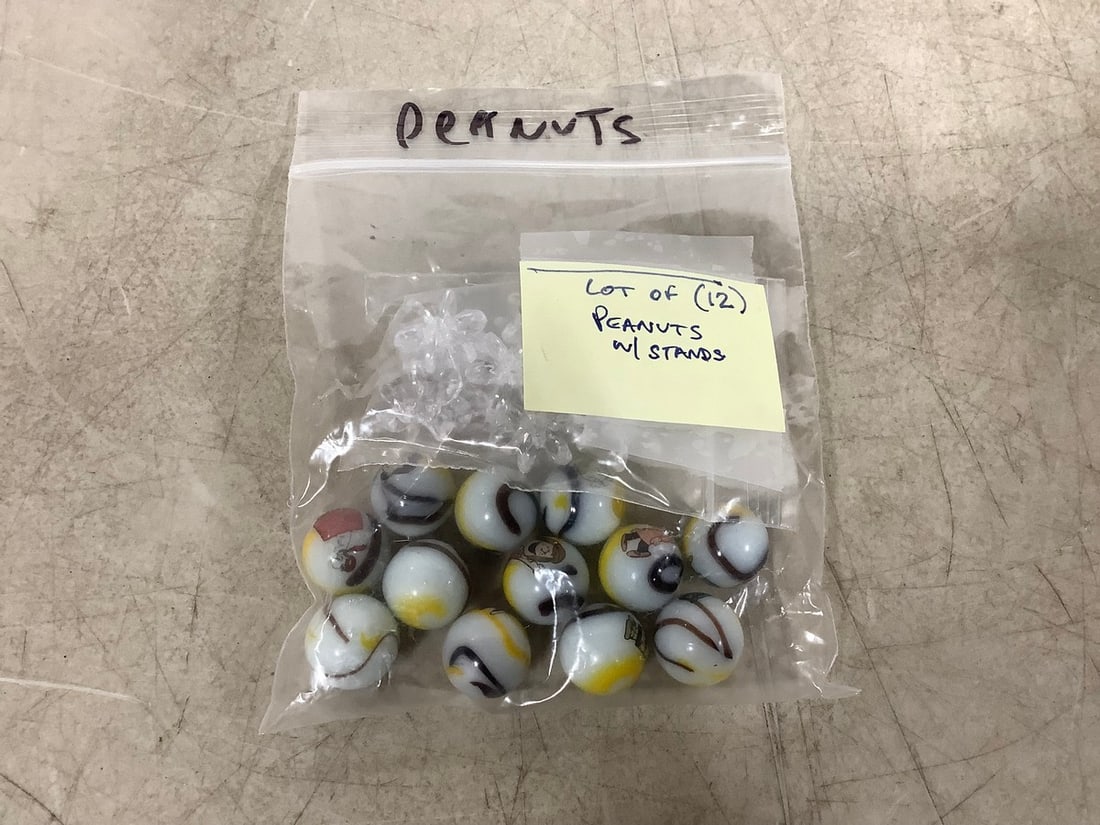 PEANUTS
LOT OF (12)
PEANUTS
W/ STANDS